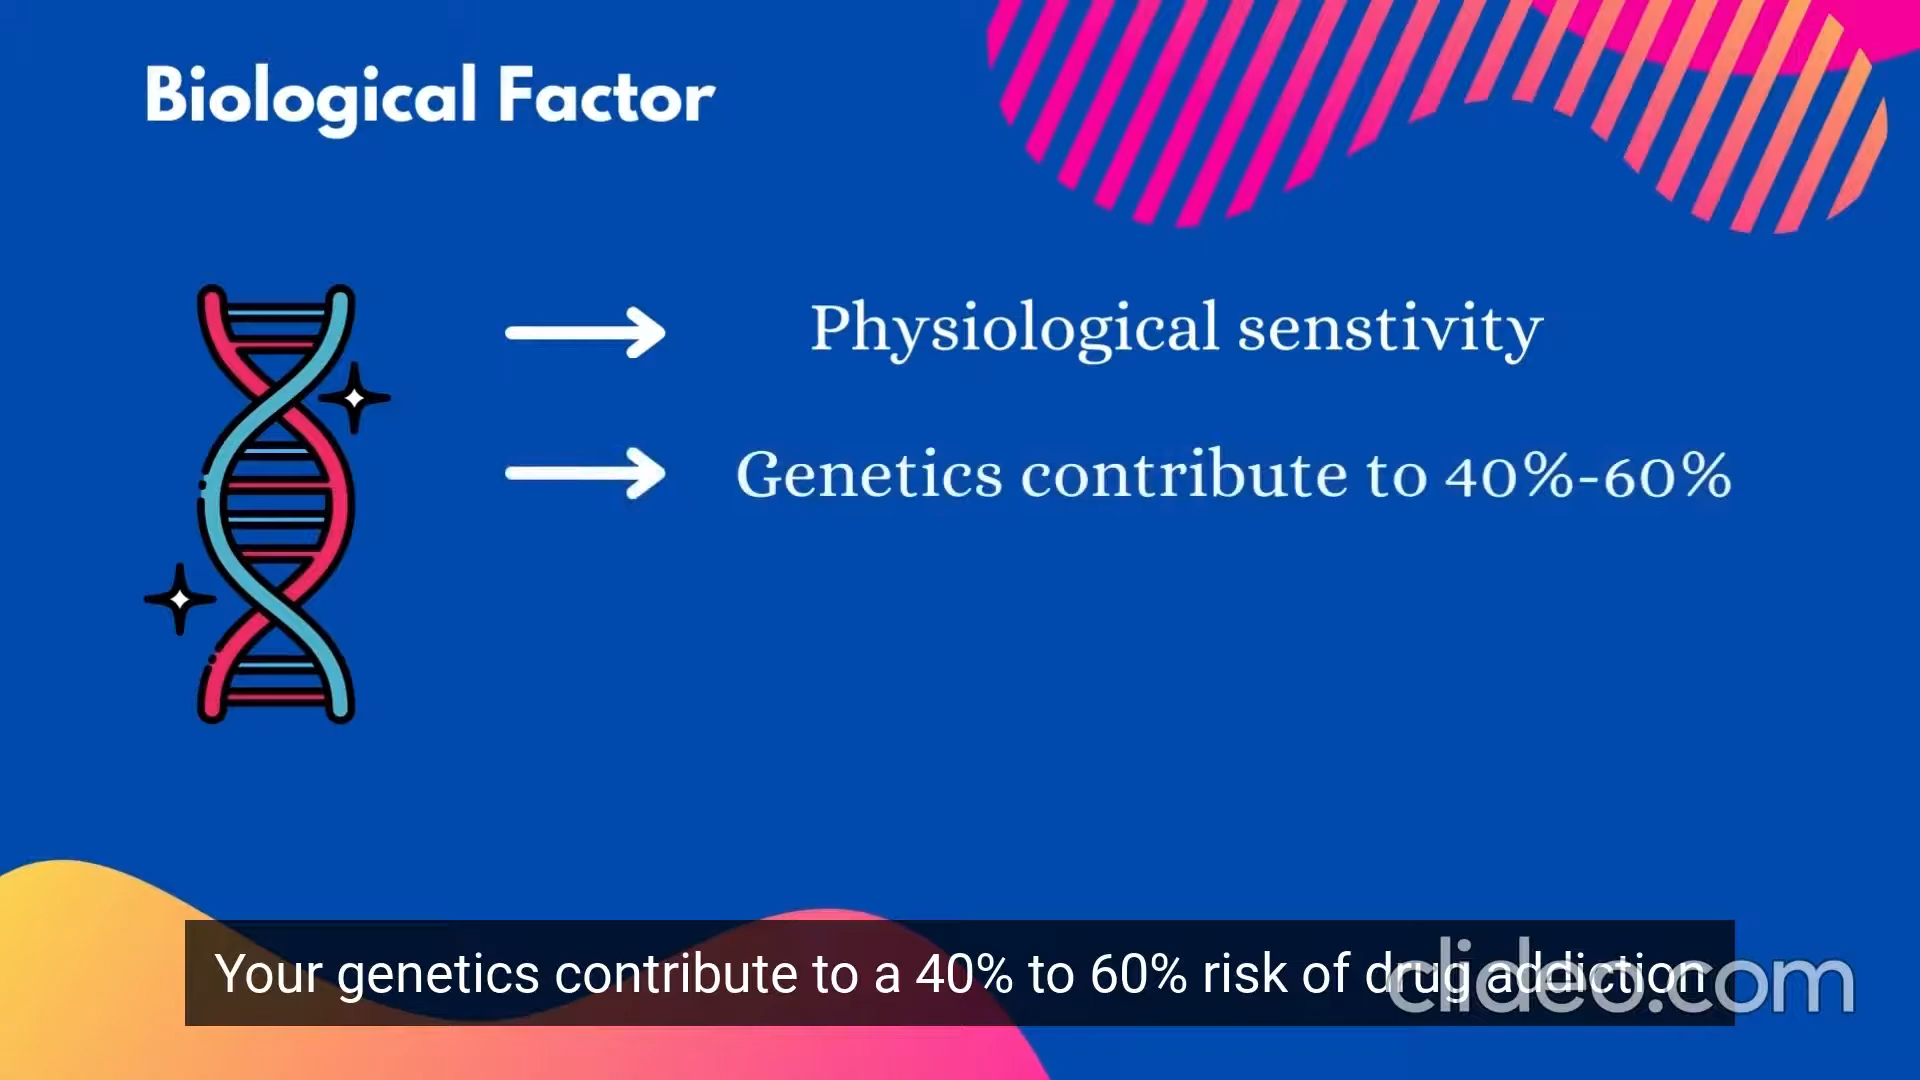 Biological Factor
Physiological senstivity
Genetics contribute to 40%-60%
Your genetics contribute to a 40% to 60% risk of drug addiction
clideo.com